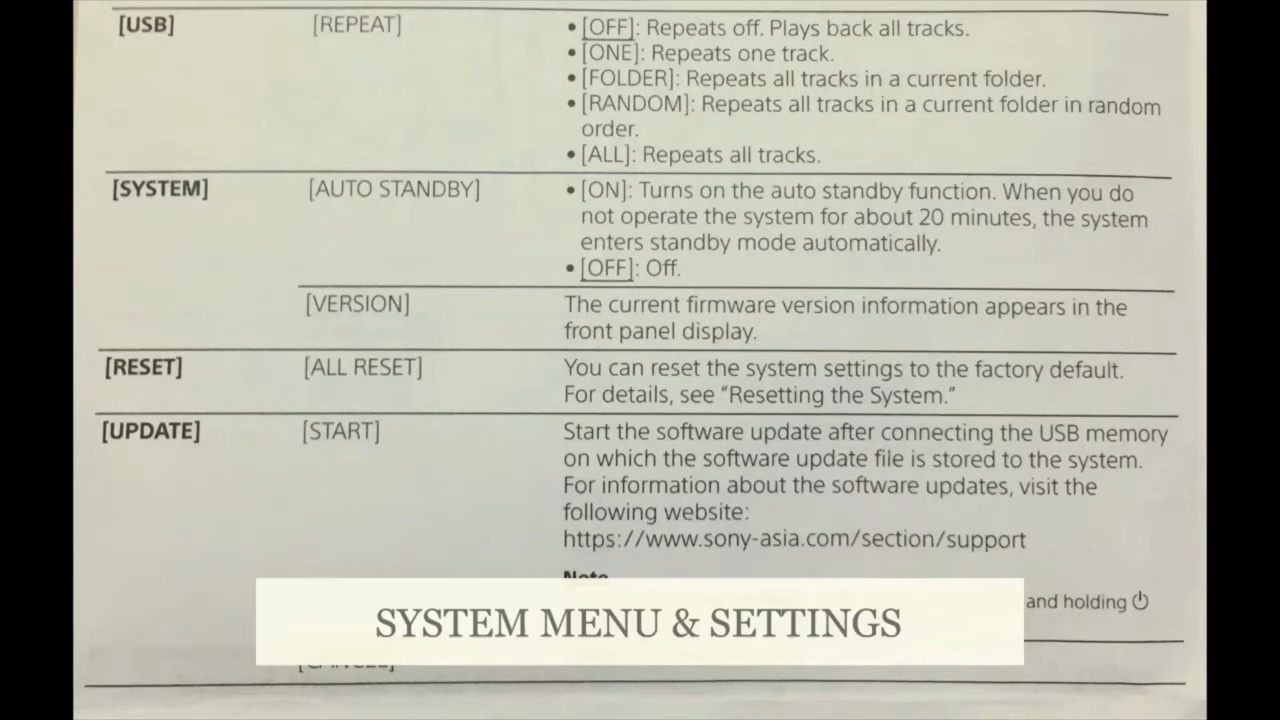 [USB] [REPEAT] • [OFF]: Repeats off. Plays back all tracks.
• [ONE]: Repeats one track.
• [FOLDER]: Repeats all tracks in a current folder.
• [RANDOM]: Repeats all tracks in a current folder in random
order.
• [ALL]: Repeats all tracks.
[SYSTEM] [AUTO STANDBY] • [ON]: Turns on the auto standby function. When you do
not operate the system for about 20 minutes, the system
enters standby mode automatically.
• [OFF]: Off.
[VERSION] The current firmware version information appears in the
front panel display.
[RESET] [ALL RESET] You can reset the system settings to the factory default.
For details, see “Resetting the System.”
[UPDATE] [START] Start the software update after connecting the USB memory
on which the software update file is stored to the system.
For information about the software updates, visit the
following website:
https://www.sony-asia.com/section/support
Note
and holding ⏻
SYSTEM MENU & SETTINGS